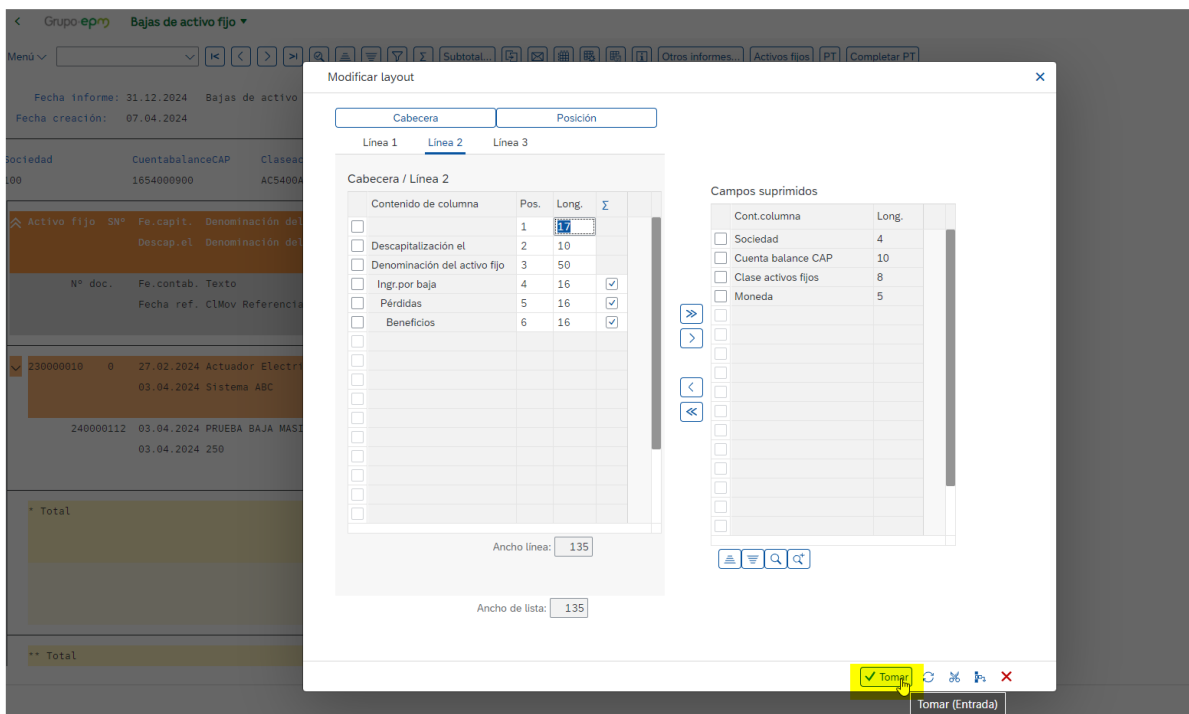 Grupo epm Bajas de activo fijo
Menú Subtotal... Otros informes... Activos fijos PT Completar PT
Fecha informe: 31.12.2024 Bajas de activo
Fecha creación: 07.04.2024
Sociedad CuentabalanceCAP Claseac
100 1654000900 AC5400A
Activo fijo SNº Fe.capit. Denominación del
Descap.el Denominación del
Nº doc. Fe.contab. Texto
Fecha ref. ClMov Referencia
230000010 0 27.02.2024 Actuador Electri
03.04.2024 Sistema ABC
240000112 03.04.2024 PRUEBA BAJA MASI
03.04.2024 250
* Total
** Total
Modificar layout
Cabecera Posición
Línea 1 Línea 2 Línea 3
Cabecera / Línea 2
Contenido de columna Pos. Long. Σ
1 17
Descapitalización el 2 10
Denominación del activo fijo 3 50
Ingr.por baja 4 16
Pérdidas 5 16
Beneficios 6 16
Ancho línea: 135
Ancho de lista: 135
Campos suprimidos
Cont.columna Long.
Sociedad 4
Cuenta balance CAP 10
Clase activos fijos 8
Moneda 5
Tomar
Tomar (Entrada)